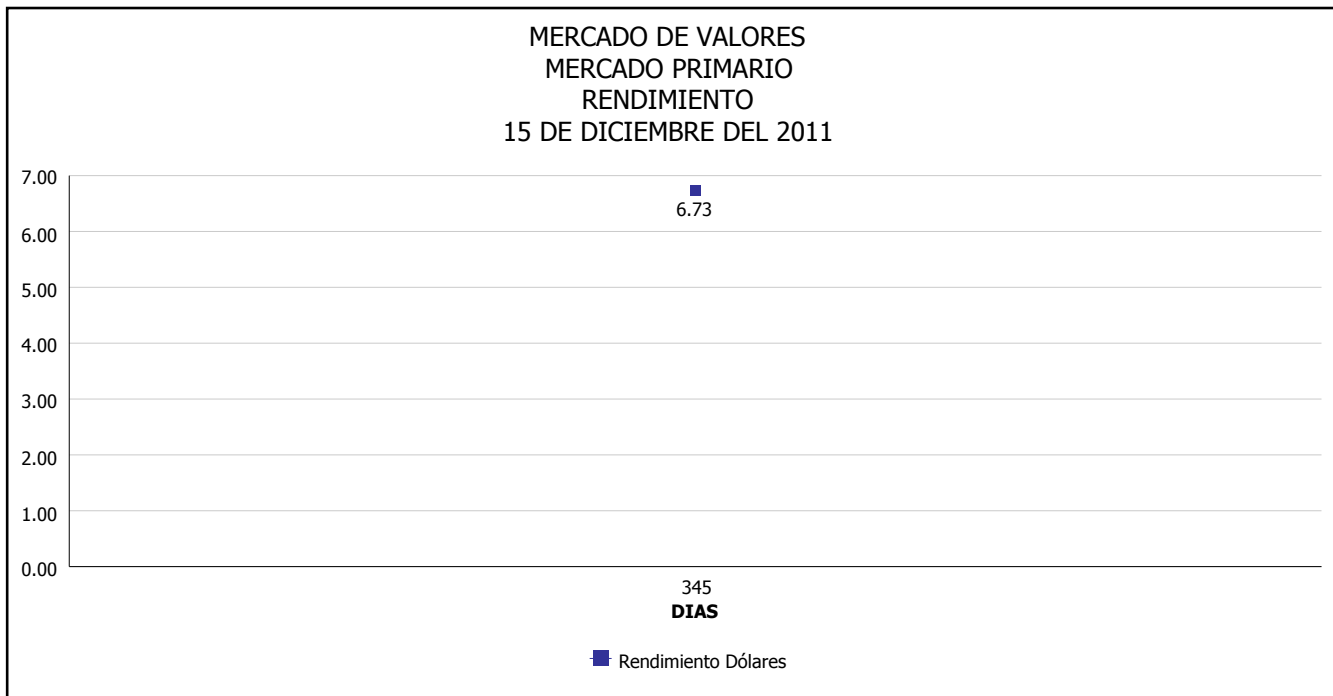 MERCADO DE VALORES
MERCADO PRIMARIO
RENDIMIENTO
15 DE DICIEMBRE DEL 2011
7.00
6.73
6.00
5.00
4.00
3.00
2.00
1.00
0.00
345
DIAS
Rendimiento Dólares